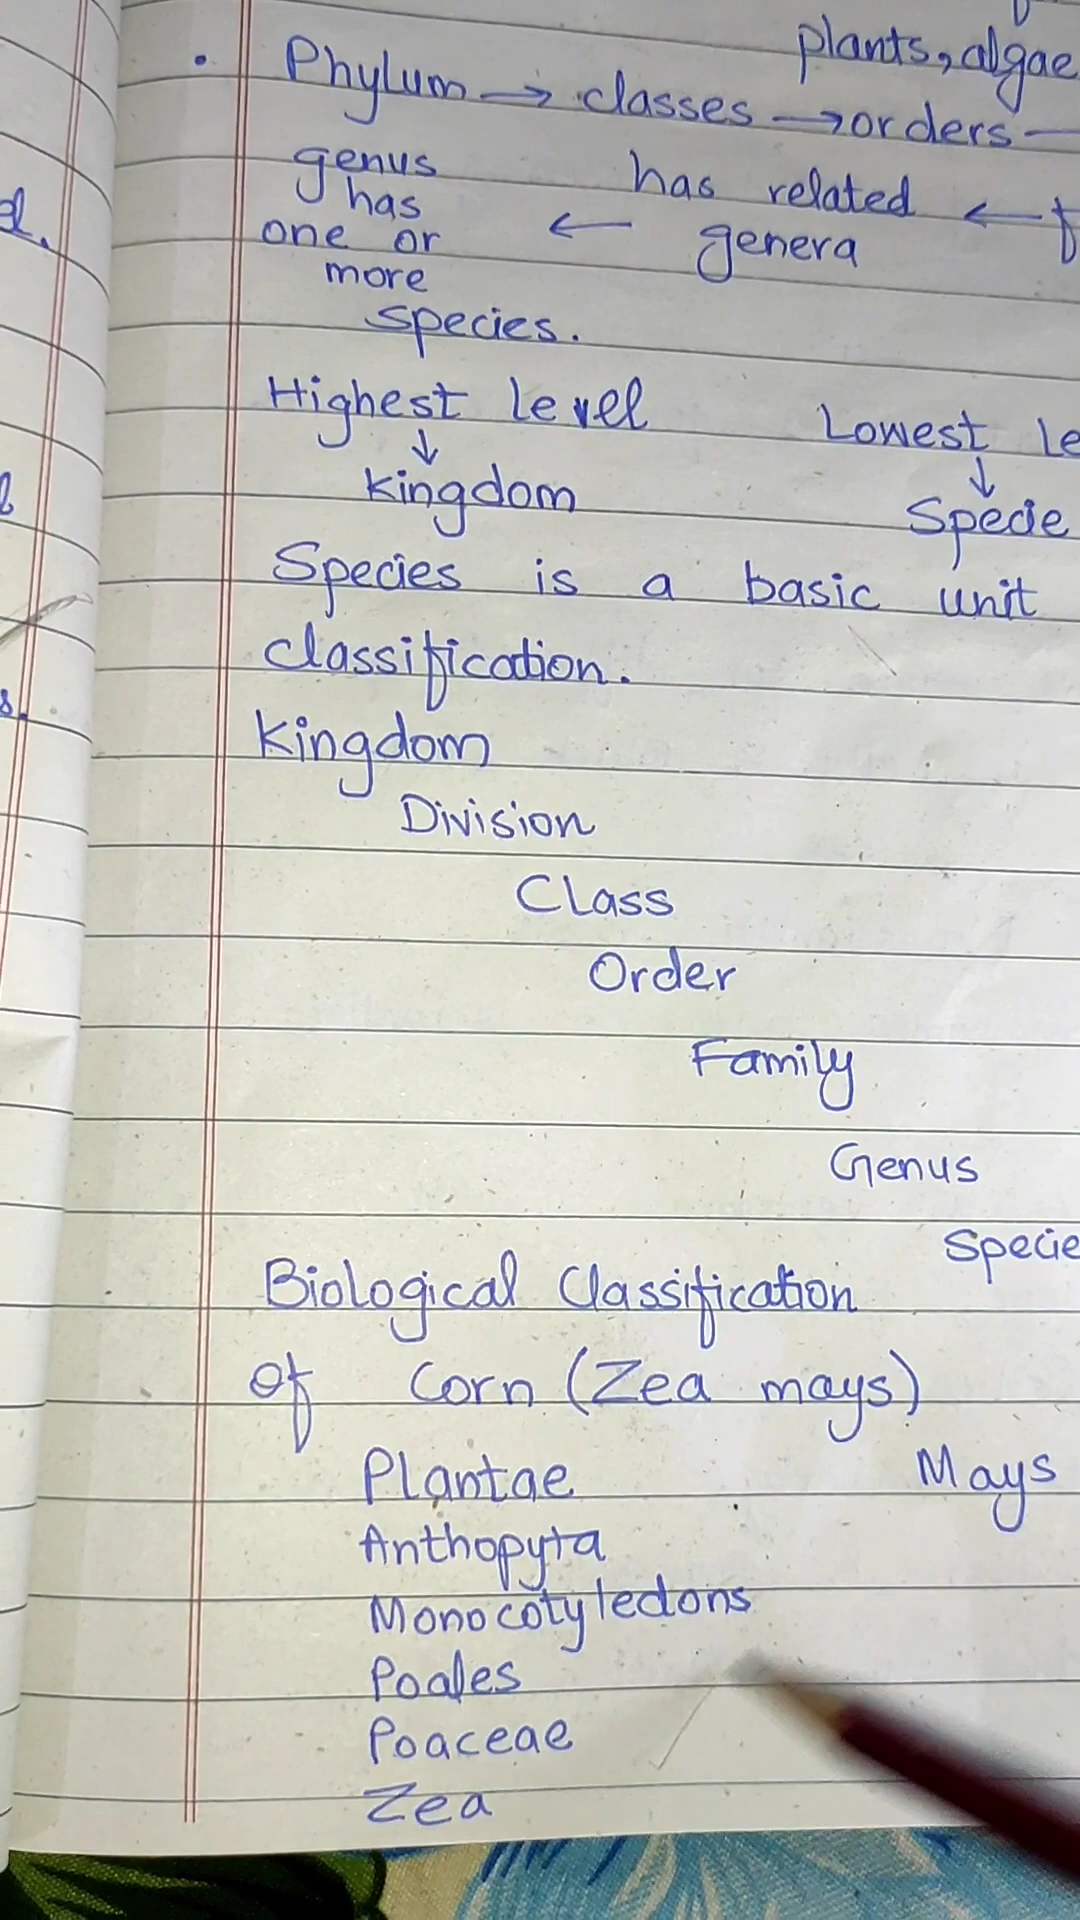 plants, algae
• Phylum → classes → orders
genus has related ←
has ← genera
one or
more
species.
Highest level Lowest Le
↓ ↓
Kingdom Specie
Species is a basic unit
classification.
Kingdom
Division
Class
Order
Family
Genus
Specie
Biological Classification
of Corn (Zea mays)
Plantae Mays
Anthopyta
Monocotyledons
Poales
Poaceae
Zea